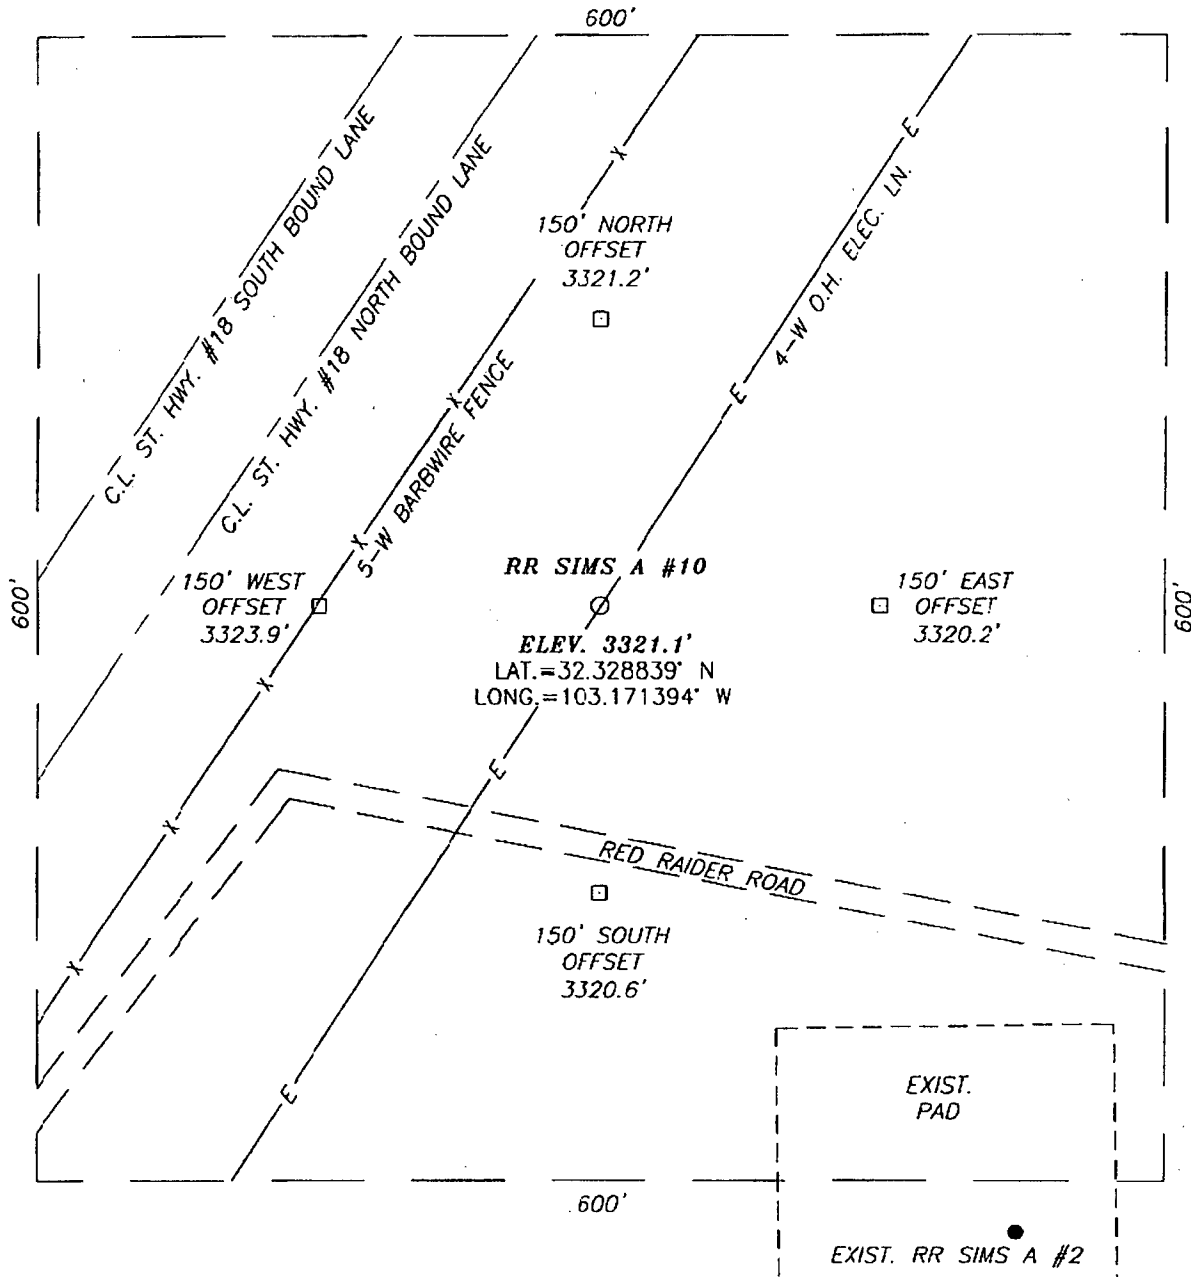 600'
C.L. ST. HWY. #18 SOUTH BOUND LANE
C.L. ST. HWY. #18 NORTH BOUND LANE
X
E
150' NORTH
OFFSET
3321.2'
4-W O.H. ELEC. LN.
E
X
5-W BARBWIRE FENCE
X
600'
150' WEST
OFFSET
3323.9'
RR SIMS A #10
ELEV. 3321.1'
LAT.=32.328839° N
LONG.=103.171394° W
150' EAST
OFFSET
3320.2'
600'
X
E
X
RED RAIDER ROAD
150' SOUTH
OFFSET
3320.6'
X
E
EXIST.
PAD
600'
EXIST. RR SIMS A #2